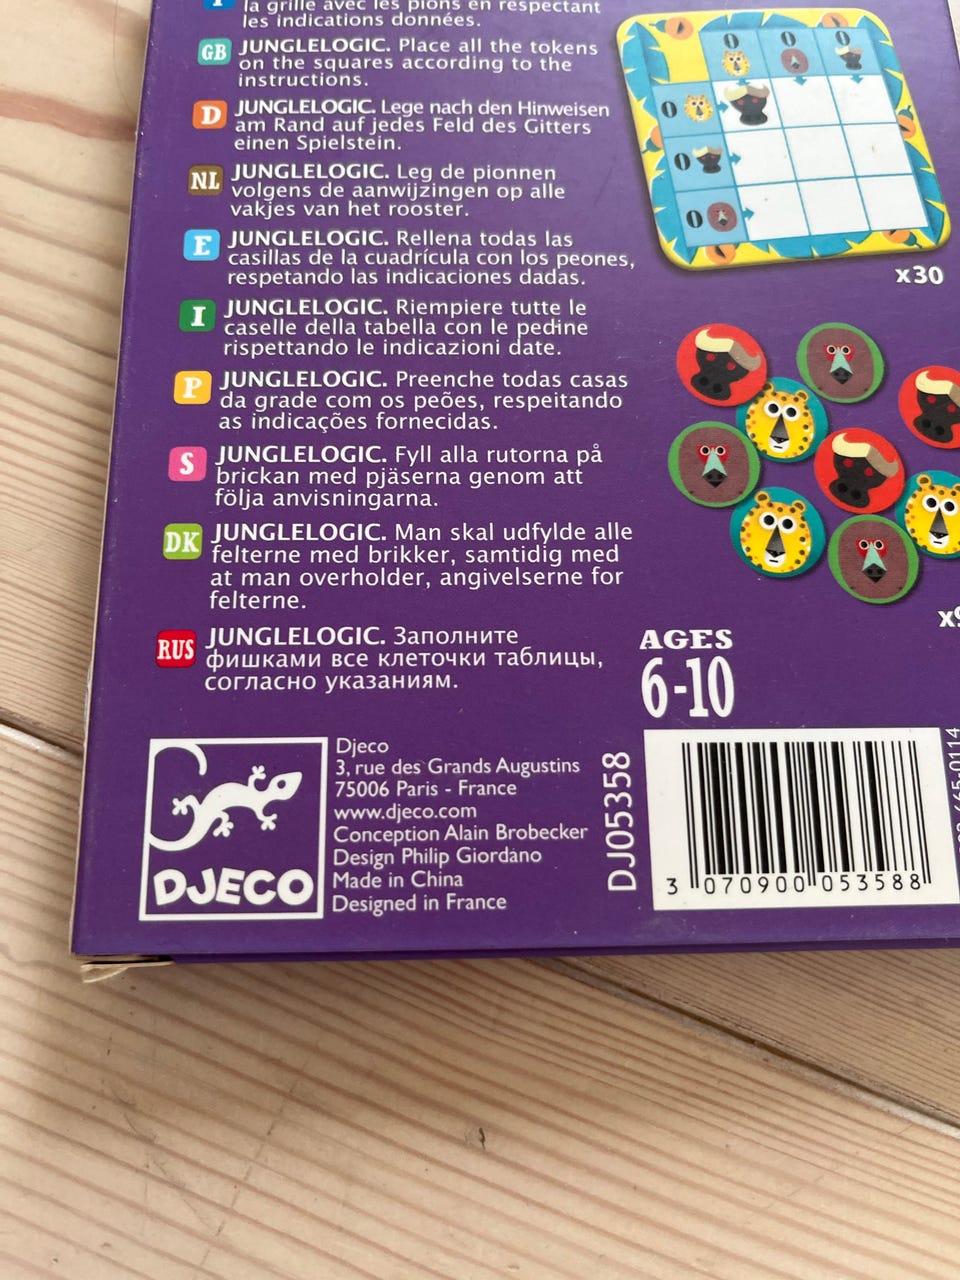 la grille avec les pions en respectant
les indications données.
GB JUNGLELOGIC. Place all the tokens
on the squares according to the
instructions.
D JUNGLELOGIC. Lege nach den Hinweisen
am Rand auf jedes Feld des Gitters
einen Spielstein.
NL JUNGLELOGIC. Leg de pionnen
volgens de aanwijzingen op alle
vakjes van het rooster.
E JUNGLELOGIC. Rellena todas las
casillas de la cuadrícula con los peones,
respetando las indicaciones dadas.
I JUNGLELOGIC. Riempiere tutte le
caselle della tabella con le pedine
rispettando le indicazioni date.
P JUNGLELOGIC. Preenche todas casas
da grade com os peões, respeitando
as indicações fornecidas.
S JUNGLELOGIC. Fyll alla rutorna på
brickan med pjäserna genom att
följa anvisningarna.
DK JUNGLELOGIC. Man skal udfylde alle
felterne med brikker, samtidig med
at man overholder, angivelserne for
felterne.
RUS JUNGLELOGIC. Заполните
фишками все клеточки таблицы,
согласно указаниям.
0 0 0
0
0
0
x30
x9
AGES
6-10
DJECO
Djeco
3, rue des Grands Augustins
75006 Paris - France
www.djeco.com
Conception Alain Brobecker
Design Philip Giordano
Made in China
Designed in France
DJ05358
3 070900 053588